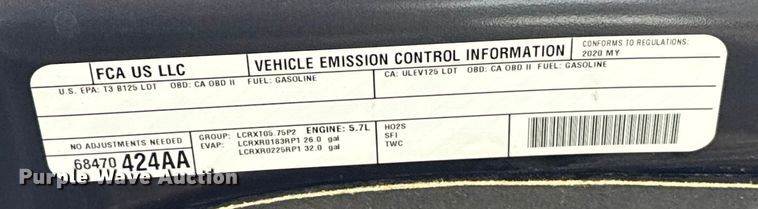 FCA US LLC
VEHICLE EMISSION CONTROL INFORMATION
CONFORMS TO REGULATIONS:
2020 MY
U.S. EPA: T3 B125 LDT OBD: CA OBD II FUEL: GASOLINE
CA: ULEV125 LDT OBD: CA OBD II FUEL: GASOLINE
NO ADJUSTMENTS NEEDED
68470 424AA
GROUP: LCRXT05.75P2 ENGINE: 5.7L
EVAP: LCRXR0183RP1 26.0 gal
LCRXR0225RP1 32.0 gal
HO2S
SFI
TWC
Purple Wave Auction